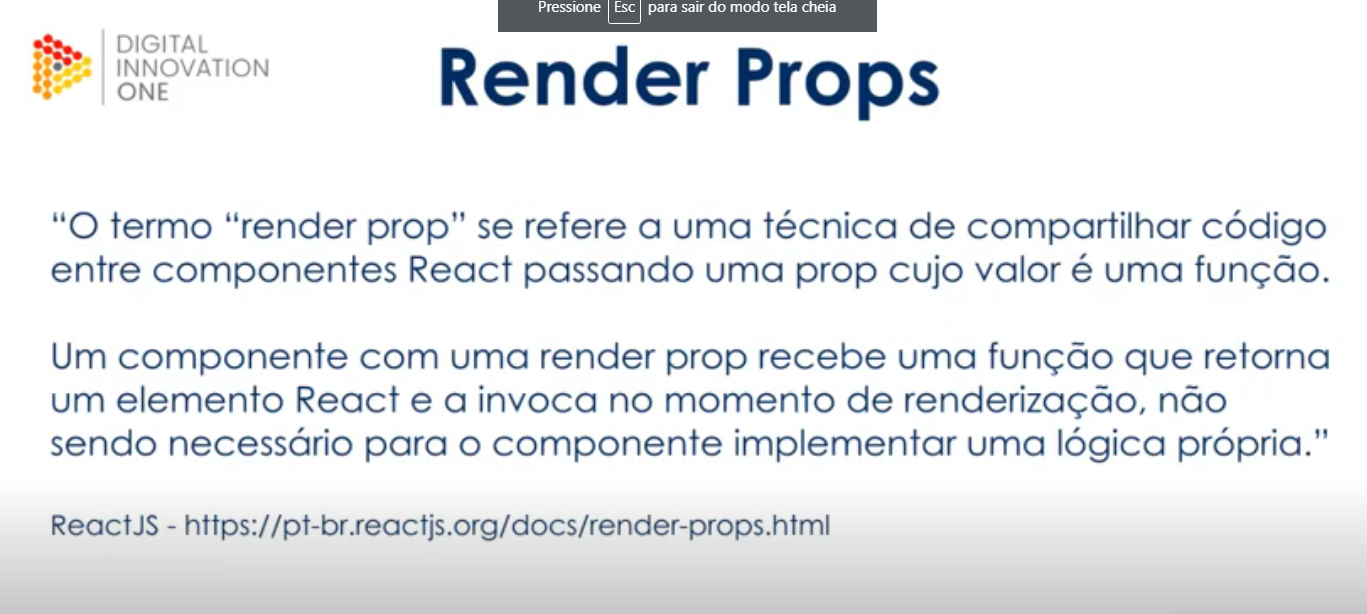 Pressione Esc para sair do modo tela cheia
DIGITAL
INNOVATION
ONE
Render Props
“O termo “render prop” se refere a uma técnica de compartilhar código
entre componentes React passando uma prop cujo valor é uma função.
Um componente com uma render prop recebe uma função que retorna
um elemento React e a invoca no momento de renderização, não
sendo necessário para o componente implementar uma lógica própria.”
ReactJS - https://pt-br.reactjs.org/docs/render-props.html